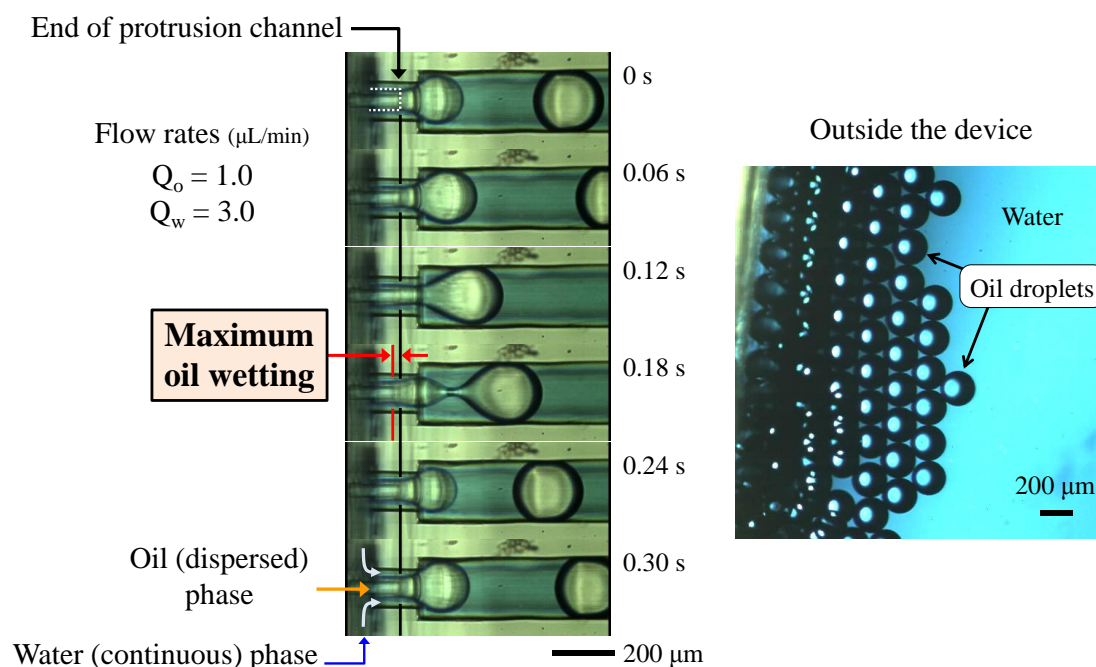 End of protrusion channel
Flow rates (μL/min)
Qₒ = 1.0
Q_w = 3.0
Maximum
oil wetting
Oil (dispersed)
phase
Water (continuous) phase
0 s
0.06 s
0.12 s
0.18 s
0.24 s
0.30 s
200 μm
Outside the device
Water
Oil droplets
200 μm